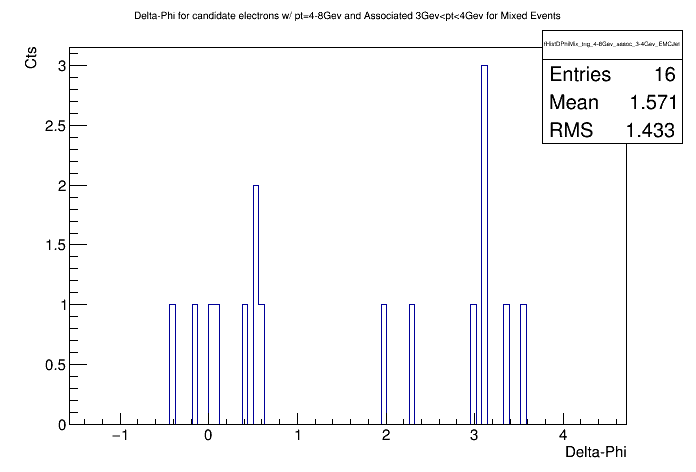 Delta-Phi for candidate electrons w/ pt=4-8Gev and Associated 3Gev<pt<4Gev for Mixed Events
Cts
fHistDPhiMix_trig_4-8Gev_assoc_3-4Gev_EMCJet
Entries 16
Mean 1.571
RMS 1.433
3
2.5
2
1.5
1
0.5
0
−1 0 1 2 3 4
Delta-Phi